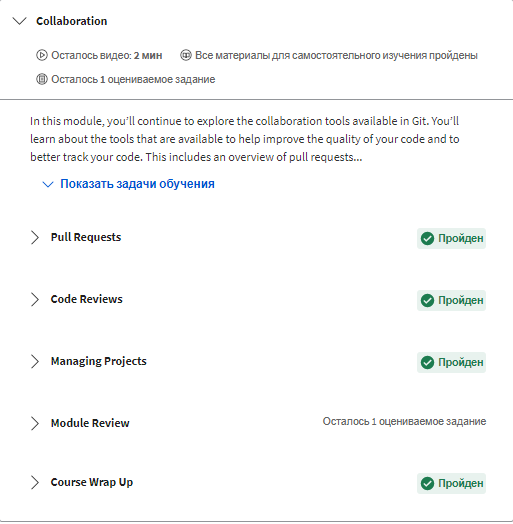 Collaboration
Осталось видео: 2 мин Все материалы для самостоятельного изучения пройдены
Осталось 1 оцениваемое задание
In this module, you'll continue to explore the collaboration tools available in Git. You'll
learn about the tools that are available to help improve the quality of your code and to
better track your code. This includes an overview of pull requests...
Показать задачи обучения
Pull Requests Пройден
Code Reviews Пройден
Managing Projects Пройден
Module Review Осталось 1 оцениваемое задание
Course Wrap Up Пройден